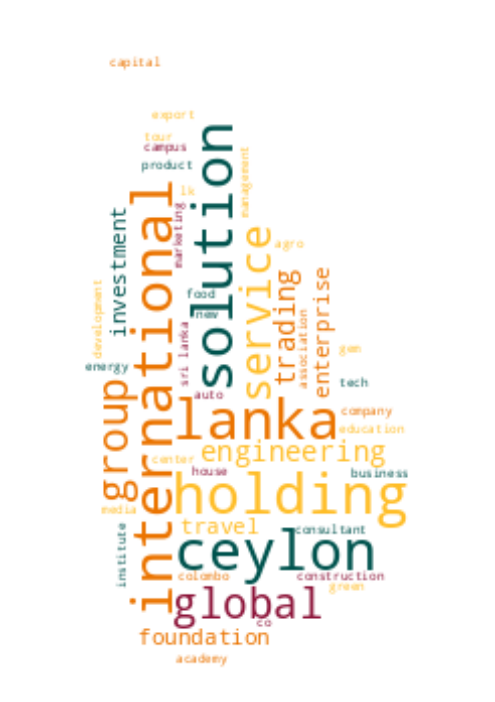 capital
export
tour
campus
product
solution
management
lk
international
marketing
investment
service
agro
trading
enterprise
development
food
new
association
sri lanka
gem
energy
tech
group
auto
lanka
company
education
engineering
center
house
business
holding
media
travel
consultant
institute
ceylon
colombo
construction
green
global
co
foundation
academy